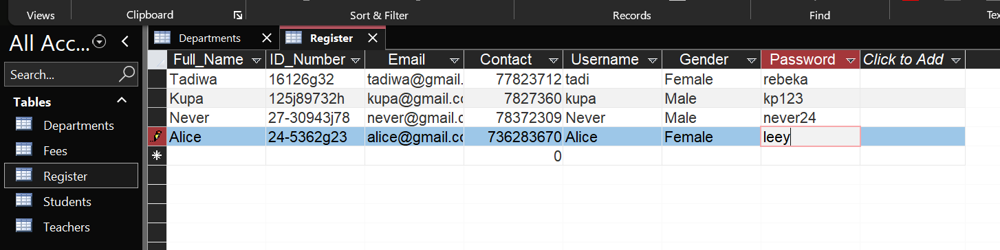 Views Clipboard Sort & Filter Records Find Tex
All Acc...
Departments Register
Search...
Full_Name ID_Number Email Contact Username Gender Password Click to Add
Tadiwa 16126g32 tadiwa@gmail. 77823712 tadi Female rebeka
Kupa 125j89732h kupa@gmail.co 7827360 kupa Male kp123
Never 27-30943j78 never@gmail.c 78372309 Never Male never24
Alice 24-5362g23 alice@gmail.co 736283670 Alice Female leey
0
Tables
Departments
Fees
Register
Students
Teachers